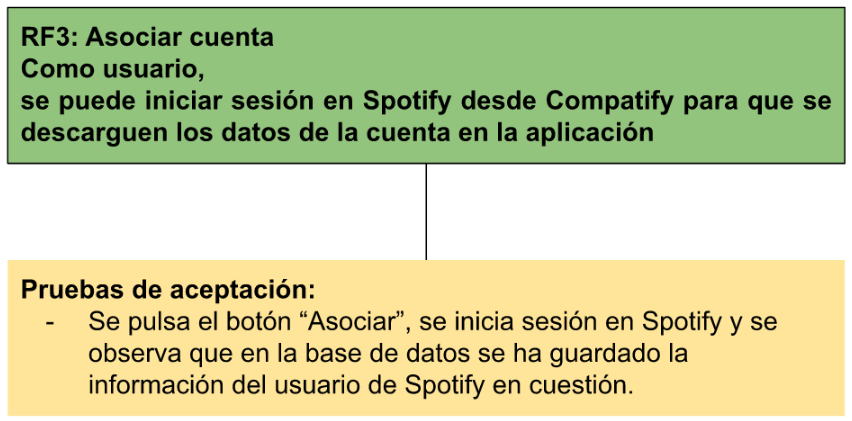 RF3: Asociar cuenta
Como usuario,
se puede iniciar sesión en Spotify desde Compatify para que se
descarguen los datos de la cuenta en la aplicación
Pruebas de aceptación:
- Se pulsa el botón “Asociar”, se inicia sesión en Spotify y se
observa que en la base de datos se ha guardado la
información del usuario de Spotify en cuestión.